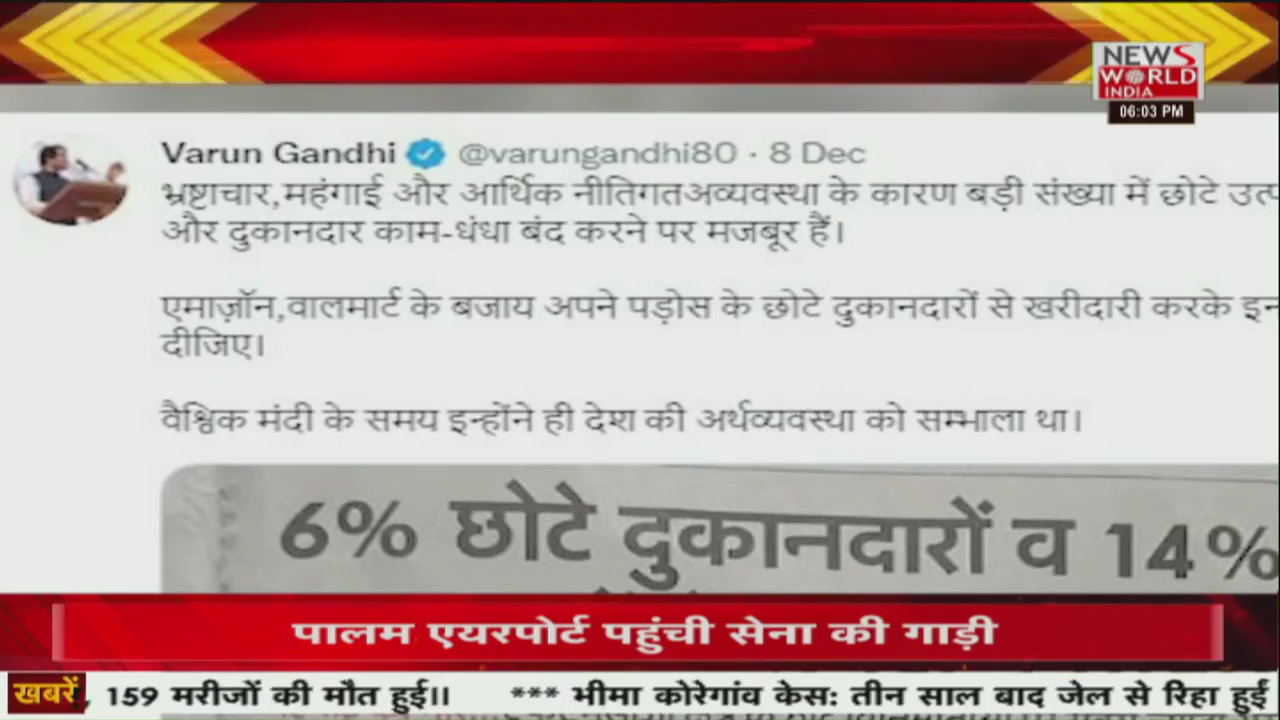 NEWS
WORLD
INDIA
06:03 PM
Varun Gandhi @varungandhi80 · 8 Dec
भ्रष्टाचार,महंगाई और आर्थिक नीतिगतअव्यवस्था के कारण बड़ी संख्या में छोटे
और दुकानदार काम-धंधा बंद करने पर मजबूर हैं।
एमाज़ॉन,वालमार्ट के बजाय अपने पड़ोस के छोटे दुकानदारों से खरीदारी करके
दीजिए।
वैश्विक मंदी के समय इन्होंने ही देश की अर्थव्यवस्था को सम्भाला था।
6% छोटे दुकानदारों व 14%
पालम एयरपोर्ट पहुंची सेना की गाड़ी
खबरें, 159 मरीजों की मौत हुई।। *** भीमा कोरेगांव केस: तीन साल बाद जेल से रिहा हुईं